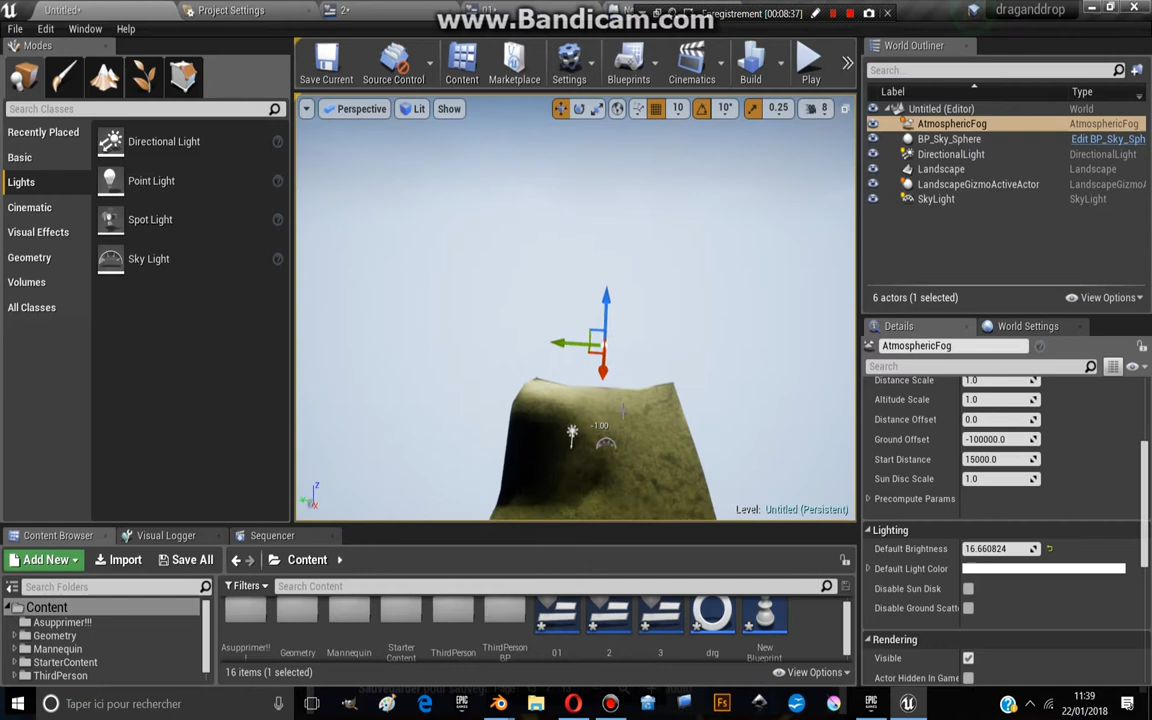 Untitled*
Project Settings
2*
01*
www.Bandicam.com
Enregistrement [00:08:37]
draganddrop
File Edit Window Help
Modes
Search Classes
Recently Placed
Basic
Lights
Cinematic
Visual Effects
Geometry
Volumes
All Classes
Directional Light
Point Light
Spot Light
Sky Light
Save Current
Source Control
Content
Marketplace
Settings
Blueprints
Cinematics
Build
Play
Perspective
Lit
Show
10
10°
0.25
8
-1.00
Level: Untitled (Persistent)
World Outliner
Search...
Label Type
Untitled (Editor) World
AtmosphericFog AtmosphericFog
BP_Sky_Sphere Edit BP_Sky_Sph
DirectionalLight DirectionalLight
Landscape Landscape
LandscapeGizmoActiveActor LandscapeGizmoA
SkyLight SkyLight
6 actors (1 selected)
View Options
Details
World Settings
AtmosphericFog
Search
Distance Scale 1.0
Altitude Scale 1.0
Distance Offset 0.0
Ground Offset -100000.0
Start Distance 15000.0
Sun Disc Scale 1.0
Precompute Params
Lighting
Default Brightness 16.660824
Default Light Color
Disable Sun Disk
Disable Ground Scatt
Rendering
Visible
Actor Hidden In Game
Content Browser
Visual Logger
Sequencer
Add New
Import
Save All
Content
Search Folders
Filters
Search Content
Content
Asupprimer!!!
Geometry
Mannequin
StarterContent
ThirdPerson
Asupprimer!!
Geometry
Mannequin
Starter
Content
ThirdPerson
ThirdPerson
BP
01
2
3
drg
New
Blueprint
16 items (1 selected)
View Options
Taper ici pour rechercher
11:39
22/01/2018